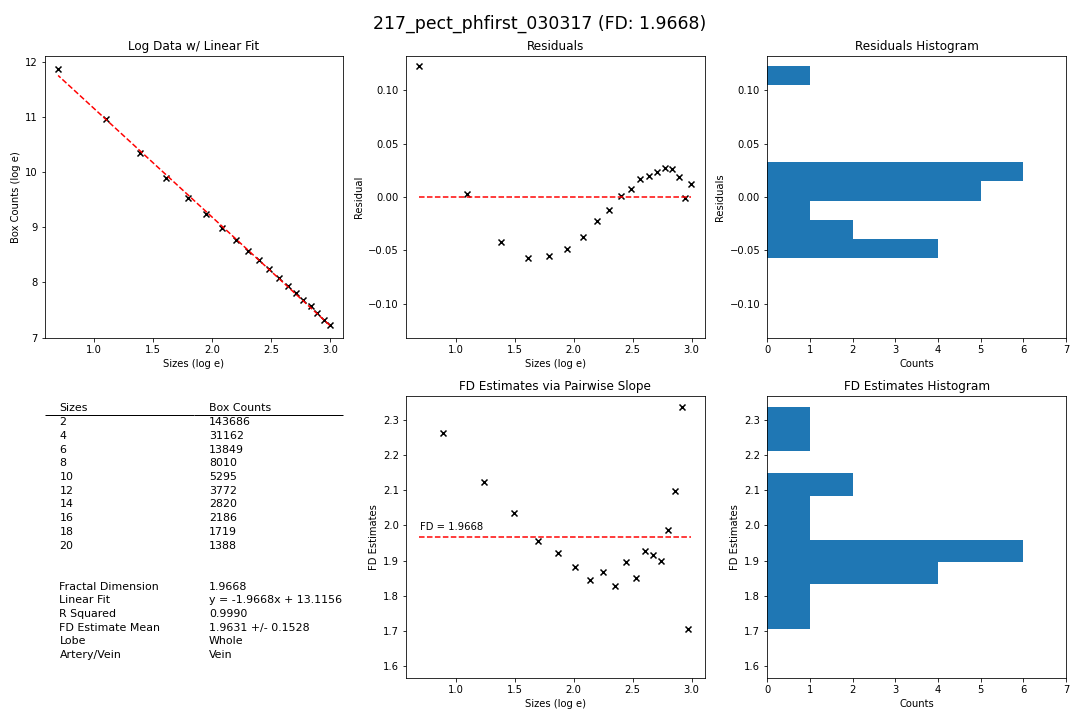 217_pect_phfirst_030317 (FD: 1.9668)
Log Data w/ Linear Fit
12
11
10
9
8
7
Box Counts (log e)
1.0 1.5 2.0 2.5 3.0
Sizes (log e)
Residuals
0.10
0.05
0.00
−0.05
−0.10
Residual
1.0 1.5 2.0 2.5 3.0
Sizes (log e)
Residuals Histogram
0.10
0.05
0.00
−0.05
−0.10
Residuals
0 1 2 3 4 5 6 7
Counts
Sizes Box Counts
2 143686
4 31162
6 13849
8 8010
10 5295
12 3772
14 2820
16 2186
18 1719
20 1388
Fractal Dimension 1.9668
Linear Fit y = -1.9668x + 13.1156
R Squared 0.9990
FD Estimate Mean 1.9631 +/- 0.1528
Lobe Whole
Artery/Vein Vein
FD Estimates via Pairwise Slope
2.3
2.2
2.1
2.0
1.9
1.8
1.7
1.6
FD Estimates
FD = 1.9668
1.0 1.5 2.0 2.5 3.0
Sizes (log e)
FD Estimates Histogram
2.3
2.2
2.1
2.0
1.9
1.8
1.7
1.6
FD Estimates
0 1 2 3 4 5 6 7
Counts